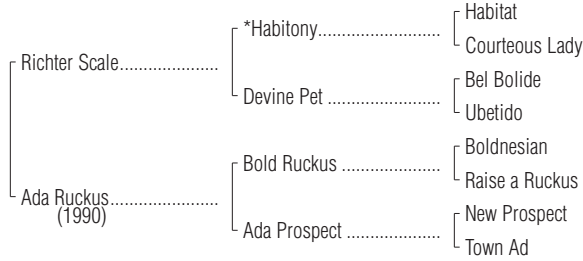 Habitat
*Habitony........................
Courteous Lady
Richter Scale....................
Bel Bolide
Devine Pet ......................
Ubetido
Boldnesian
Bold Ruckus ...................
Raise a Ruckus
Ada Ruckus......................
(1990)
New Prospect
Ada Prospect ..................
Town Ad